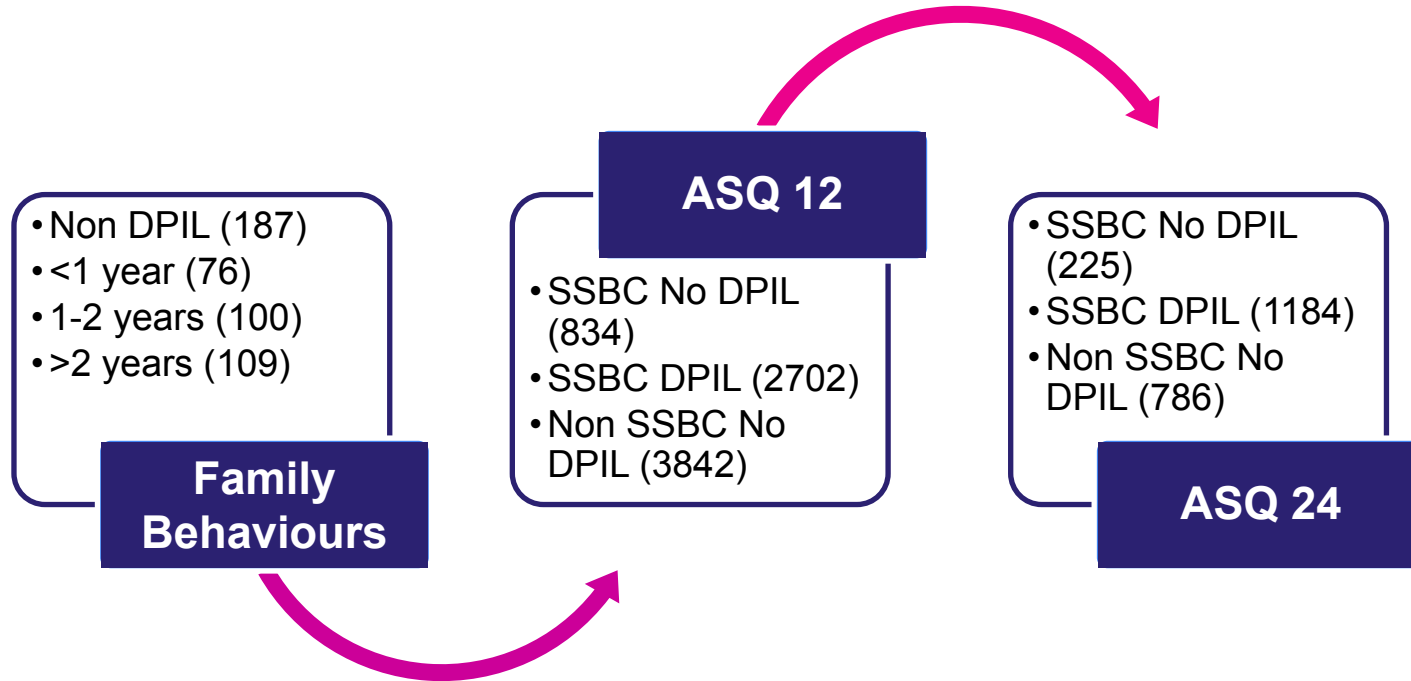 • Non DPIL (187)
• <1 year (76)
• 1-2 years (100)
• >2 years (109)
Family
Behaviours
ASQ 12
• SSBC No DPIL
(834)
• SSBC DPIL (2702)
• Non SSBC No
DPIL (3842)
• SSBC No DPIL
(225)
• SSBC DPIL (1184)
• Non SSBC No
DPIL (786)
ASQ 24